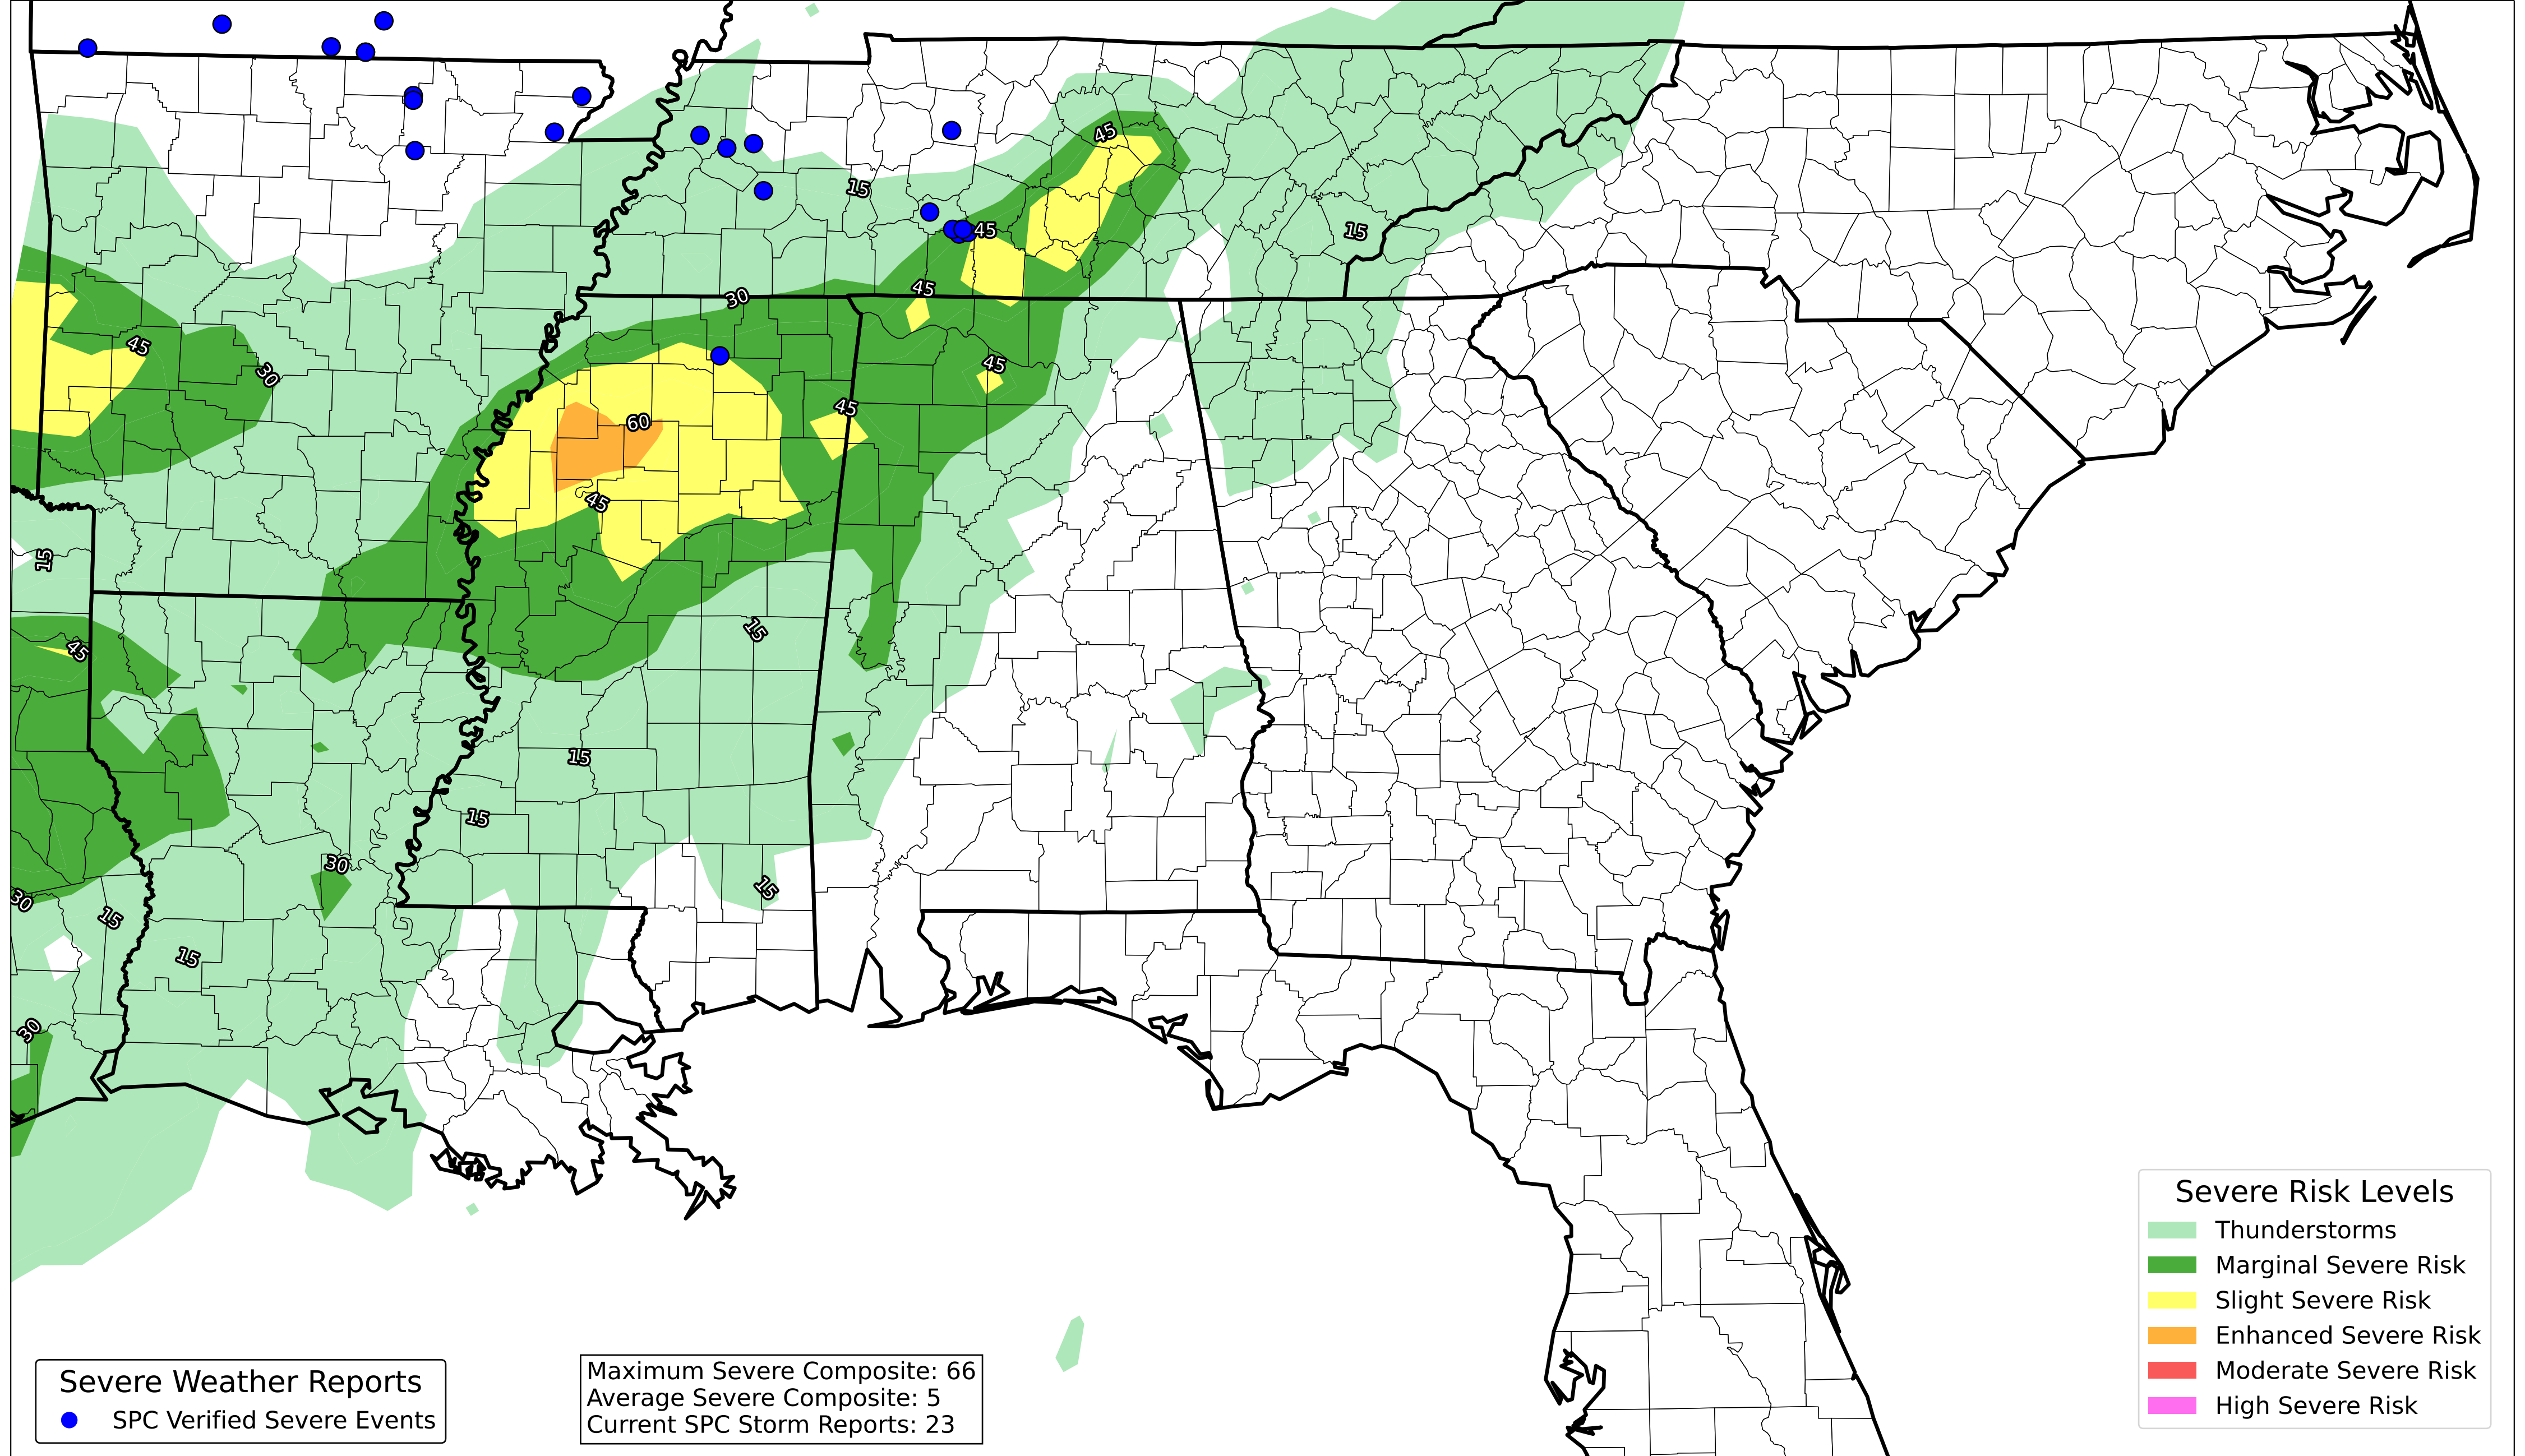 45
15
45
15
45
30
45
30
45
45
60
45
15
45
15
15
15
30
15
30
15
15
30
Severe Risk Levels
Thunderstorms
Marginal Severe Risk
Slight Severe Risk
Enhanced Severe Risk
Moderate Severe Risk
High Severe Risk
Severe Weather Reports
SPC Verified Severe Events
Maximum Severe Composite: 66
Average Severe Composite: 5
Current SPC Storm Reports: 23